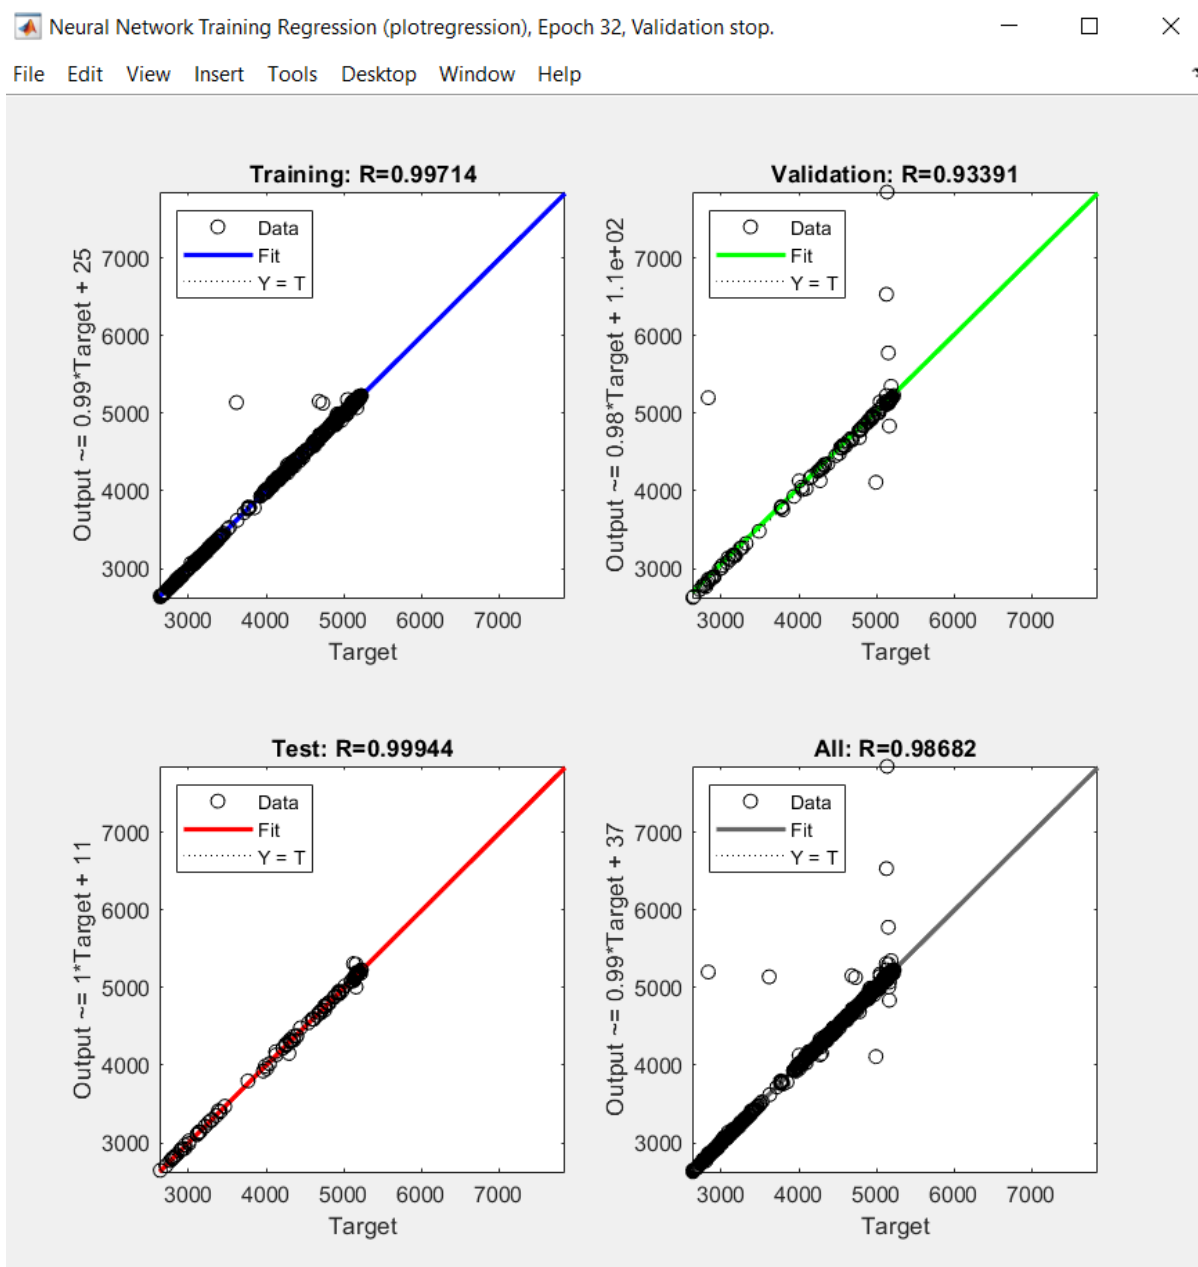 Neural Network Training Regression (plotregression), Epoch 32, Validation stop.
File Edit View Insert Tools Desktop Window Help
Training: R=0.99714
Data
Fit
Y = T
Output ~= 0.99*Target + 25
7000
6000
5000
4000
3000
3000 4000 5000 6000 7000
Target
Validation: R=0.93391
Data
Fit
Y = T
Output ~= 0.98*Target + 1.1e+02
7000
6000
5000
4000
3000
3000 4000 5000 6000 7000
Target
Test: R=0.99944
Data
Fit
Y = T
Output ~= 1*Target + 11
7000
6000
5000
4000
3000
3000 4000 5000 6000 7000
Target
All: R=0.98682
Data
Fit
Y = T
Output ~= 0.99*Target + 37
7000
6000
5000
4000
3000
3000 4000 5000 6000 7000
Target